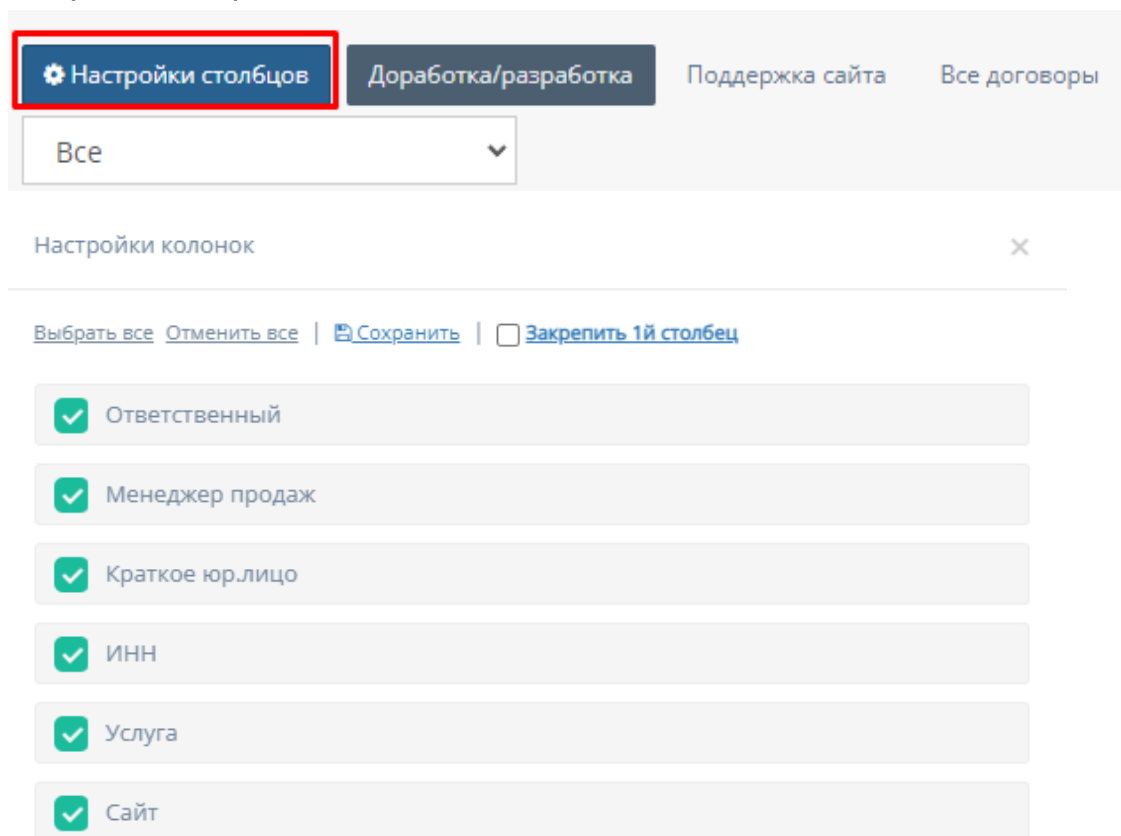 Настройки столбцов Доработка/разработка Поддержка сайта Все договоры
Все
Настройки колонок
Выбрать все Отменить все | Сохранить | Закрепить 1й столбец
Ответственный
Менеджер продаж
Краткое юр.лицо
ИНН
Услуга
Сайт